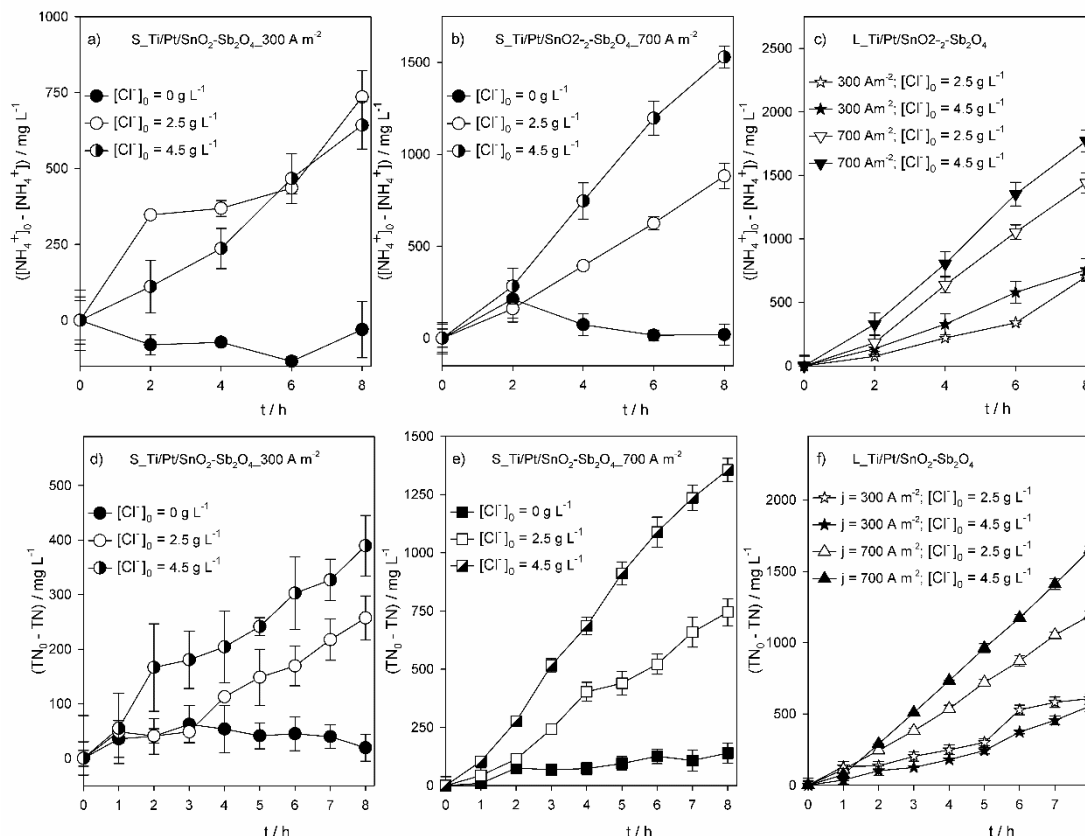 a) S_Ti/Pt/SnO₂-Sb₂O₄_300 A m⁻²
[Cl⁻]₀ = 0 g L⁻¹
[Cl⁻]₀ = 2.5 g L⁻¹
[Cl⁻]₀ = 4.5 g L⁻¹
([NH₄⁺]₀ - [NH₄⁺]) / mg L⁻¹
1000
750
500
250
0
0 2 4 6 8
t / h
b) S_Ti/Pt/SnO2-₂-Sb₂O₄_700 A m⁻²
[Cl⁻]₀ = 0 g L⁻¹
[Cl⁻]₀ = 2.5 g L⁻¹
[Cl⁻]₀ = 4.5 g L⁻¹
([NH₄⁺]₀ - [NH₄⁺]) / mg L⁻¹
1500
1000
500
0
0 2 4 6 8
t / h
c) L_Ti/Pt/SnO2-₂-Sb₂O₄
300 Am⁻²; [Cl⁻]₀ = 2.5 g L⁻¹
300 Am⁻²; [Cl⁻]₀ = 4.5 g L⁻¹
700 Am⁻²; [Cl⁻]₀ = 2.5 g L⁻¹
700 Am⁻²; [Cl⁻]₀ = 4.5 g L⁻¹
([NH₄⁺]₀ - [NH₄⁺]) / mg L⁻¹
2500
2000
1500
1000
500
0
0 2 4 6 8
t / h
d) S_Ti/Pt/SnO₂-Sb₂O₄_300 A m⁻²
[Cl⁻]₀ = 0 g L⁻¹
[Cl⁻]₀ = 2.5 g L⁻¹
[Cl⁻]₀ = 4.5 g L⁻¹
(TN₀ - TN) / mg L⁻¹
500
400
300
200
100
0
0 1 2 3 4 5 6 7 8
t / h
e) S_Ti/Pt/SnO₂-Sb₂O₄_700 A m⁻²
[Cl⁻]₀ = 0 g L⁻¹
[Cl⁻]₀ = 2.5 g L⁻¹
[Cl⁻]₀ = 4.5 g L⁻¹
(TN₀ - TN) / mg L⁻¹
1500
1250
1000
750
500
250
0
0 1 2 3 4 5 6 7 8
t / h
f) L_Ti/Pt/SnO₂-Sb₂O₄
j = 300 A m⁻²; [Cl⁻]₀ = 2.5 g L⁻¹
j = 300 A m⁻²; [Cl⁻]₀ = 4.5 g L⁻¹
j = 700 A m⁻²; [Cl⁻]₀ = 2.5 g L⁻¹
j = 700 A m⁻²; [Cl⁻]₀ = 4.5 g L⁻¹
(TN₀ - TN) / mg L⁻¹
2000
1500
1000
500
0
0 1 2 3 4 5 6 7 8
t / h